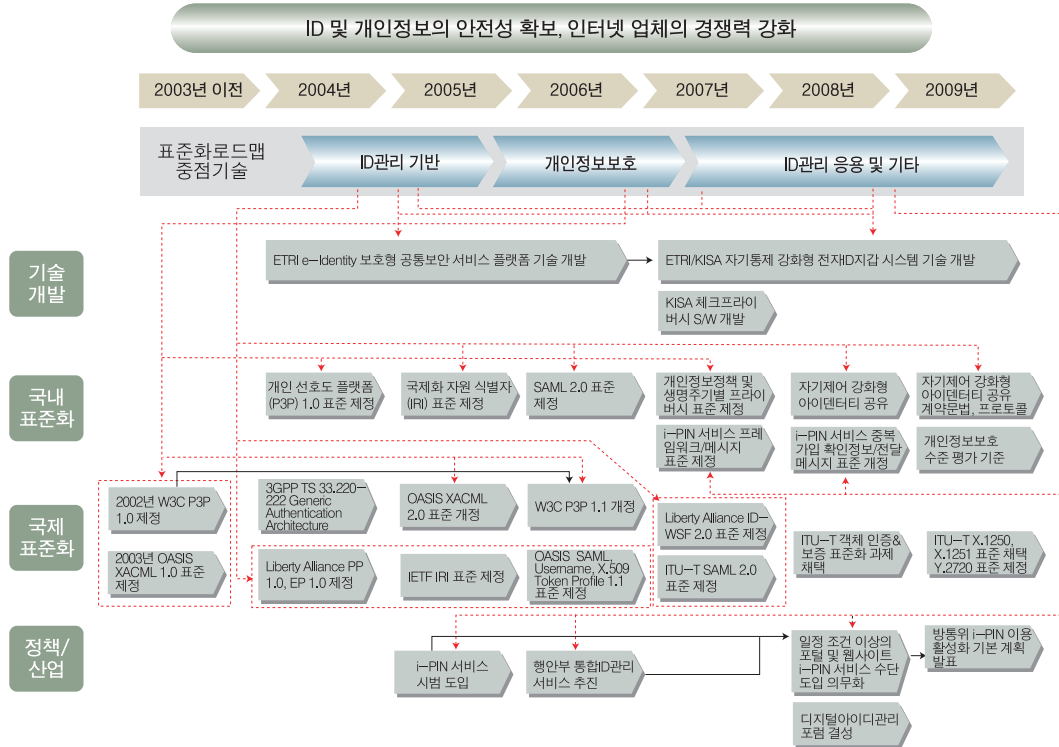 ID 및 개인정보의 안전성 확보, 인터넷 업체의 경쟁력 강화
2003년 이전
2004년
2005년
2006년
2007년
2008년
2009년
표준화로드맵
중점기술
ID관리 기반
개인정보보호
ID관리 응용 및 기타
기술
개발
ETRI e-Identity 보호형 공통보안 서비스 플랫폼 기술 개발
ETRI/KISA 자기통제 강화형 전자ID지갑 시스템 기술 개발
KISA 체크프라이
버시 S/W 개발
국내
표준화
개인 선호도 플랫폼
(P3P) 1.0 표준 제정
국제화 자원 식별자
(IRI) 표준 제정
SAML 2.0 표준
제정
개인정보정책 및
생명주기별 프라이
버시 표준 제정
자기제어 강화형
아이덴터티 공유
자기제어 강화형
아이덴터티 공유
계약문법, 프로토콜
i-PIN 서비스 프레
임워크/메시지
표준 제정
i-PIN 서비스 중복
가입 확인정보/전달
메시지 표준 개정
개인정보보호
수준 평가 기준
국제
표준화
2002년 W3C P3P
1.0 제정
3GPP TS 33.220-
222 Generic
Authentication
Architecture
OASIS XACML
2.0 표준 개정
W3C P3P 1.1 개정
Liberty Alliance ID-
WSF 2.0 표준 제정
ITU-T 객체 인증&
보증 표준화 과제
채택
ITU-T X.1250,
X.1251 표준 채택
Y.2720 표준 제정
2003년 OASIS
XACML 1.0 표준
제정
Liberty Alliance PP
1.0, EP 1.0 제정
IETF IRI 표준 제정
OASIS SAML,
Username, X.509
Token Profile 1.1
표준 제정
ITU-T SAML 2.0
표준 제정
정책/
산업
i-PIN 서비스
시범 도입
행안부 통합ID관리
서비스 추진
일정 조건 이상의
포털 및 웹사이트
i-PIN 서비스 수단
도입 의무화
방통위 i-PIN 이용
활성화 기본 계획
발표
디지털아이디관리
포럼 결성